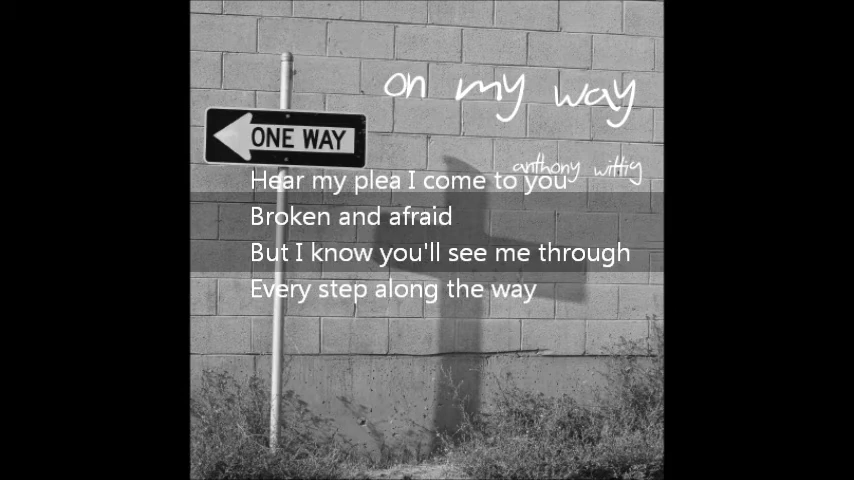 on my way
ONE WAY
anthony wittig
Hear my plea I come to you
Broken and afraid
But I know you'll see me through
Every step along the way